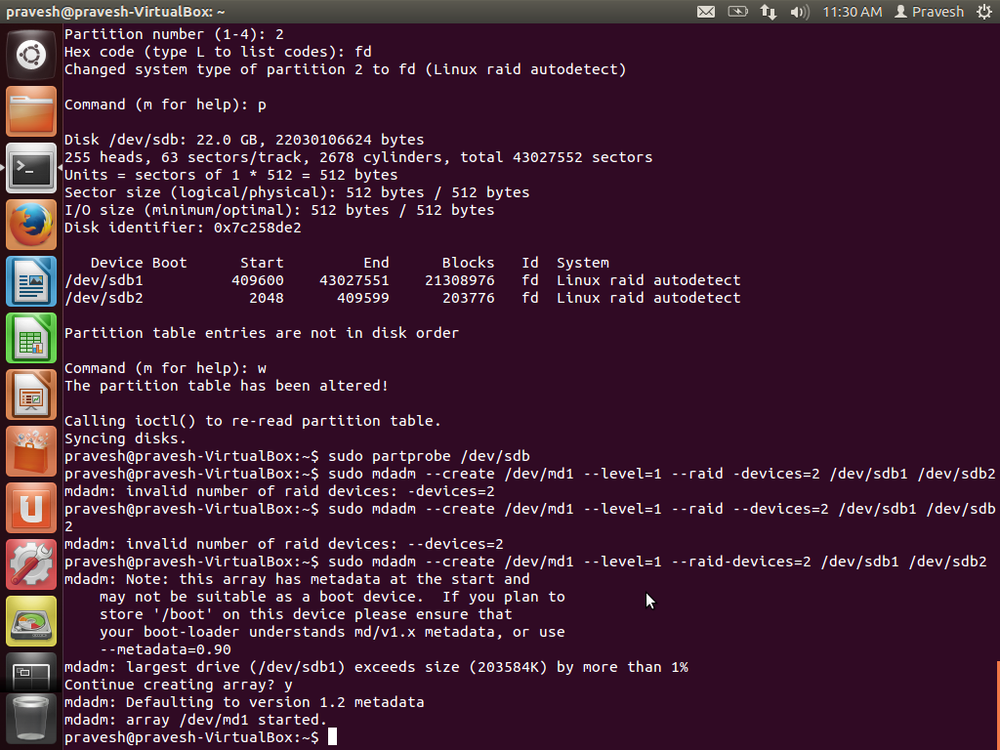 pravesh@pravesh-VirtualBox: ~
11:30 AM
Pravesh
Partition number (1-4): 2
Hex code (type L to list codes): fd
Changed system type of partition 2 to fd (Linux raid autodetect)
Command (m for help): p
Disk /dev/sdb: 22.0 GB, 22030106624 bytes
255 heads, 63 sectors/track, 2678 cylinders, total 43027552 sectors
Units = sectors of 1 * 512 = 512 bytes
Sector size (logical/physical): 512 bytes / 512 bytes
I/O size (minimum/optimal): 512 bytes / 512 bytes
Disk identifier: 0x7c258de2
   Device Boot      Start         End      Blocks   Id  System
/dev/sdb1          409600    43027551    21308976   fd  Linux raid autodetect
/dev/sdb2            2048      409599      203776   fd  Linux raid autodetect
Partition table entries are not in disk order
Command (m for help): w
The partition table has been altered!
Calling ioctl() to re-read partition table.
Syncing disks.
pravesh@pravesh-VirtualBox:~$ sudo partprobe /dev/sdb
pravesh@pravesh-VirtualBox:~$ sudo mdadm --create /dev/md1 --level=1 --raid -devices=2 /dev/sdb1 /dev/sdb2
mdadm: invalid number of raid devices: -devices=2
pravesh@pravesh-VirtualBox:~$ sudo mdadm --create /dev/md1 --level=1 --raid --devices=2 /dev/sdb1 /dev/sdb
2
mdadm: invalid number of raid devices: --devices=2
pravesh@pravesh-VirtualBox:~$ sudo mdadm --create /dev/md1 --level=1 --raid-devices=2 /dev/sdb1 /dev/sdb2
mdadm: Note: this array has metadata at the start and
    may not be suitable as a boot device.  If you plan to
    store '/boot' on this device please ensure that
    your boot-loader understands md/v1.x metadata, or use
    --metadata=0.90
mdadm: largest drive (/dev/sdb1) exceeds size (203584K) by more than 1%
Continue creating array? y
mdadm: Defaulting to version 1.2 metadata
mdadm: array /dev/md1 started.
pravesh@pravesh-VirtualBox:~$